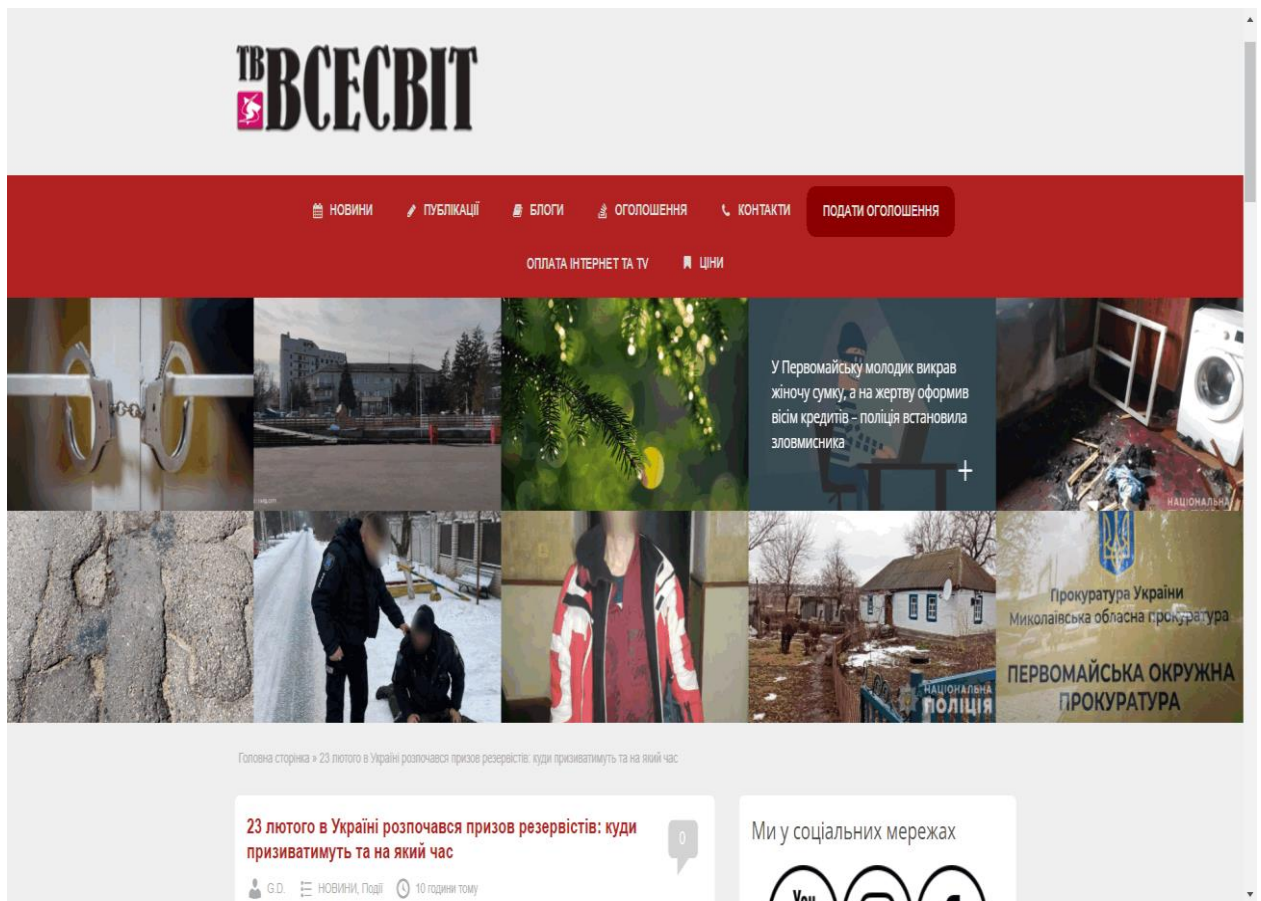 ТВ ВСЕСВІТ
НОВИНИ
ПУБЛІКАЦІЇ
БЛОГИ
ОГОЛОШЕННЯ
КОНТАКТИ
ПОДАТИ ОГОЛОШЕННЯ
ОПЛАТА ІНТЕРНЕТ ТА TV
ЦІНИ
У Первомайську молодик викрав
жіночу сумку, а на жертву оформив
вісім кредитів – поліція встановила
зловмисника
+
НАЦІОНАЛЬНА
НАЦІОНАЛЬНА
ПОЛІЦІЯ
Прокуратура України
Миколаївська обласна прокуратура
ПЕРВОМАЙСЬКА ОКРУЖНА
ПРОКУРАТУРА
Головна сторінка » 23 лютого в Україні розпочався призов резервістів: куди призиватимуть та на який час
23 лютого в Україні розпочався призов резервістів: куди
призиватимуть та на який час
0
G.D.
НОВИНИ, Події
10 години тому
Ми у соціальних мережах
You